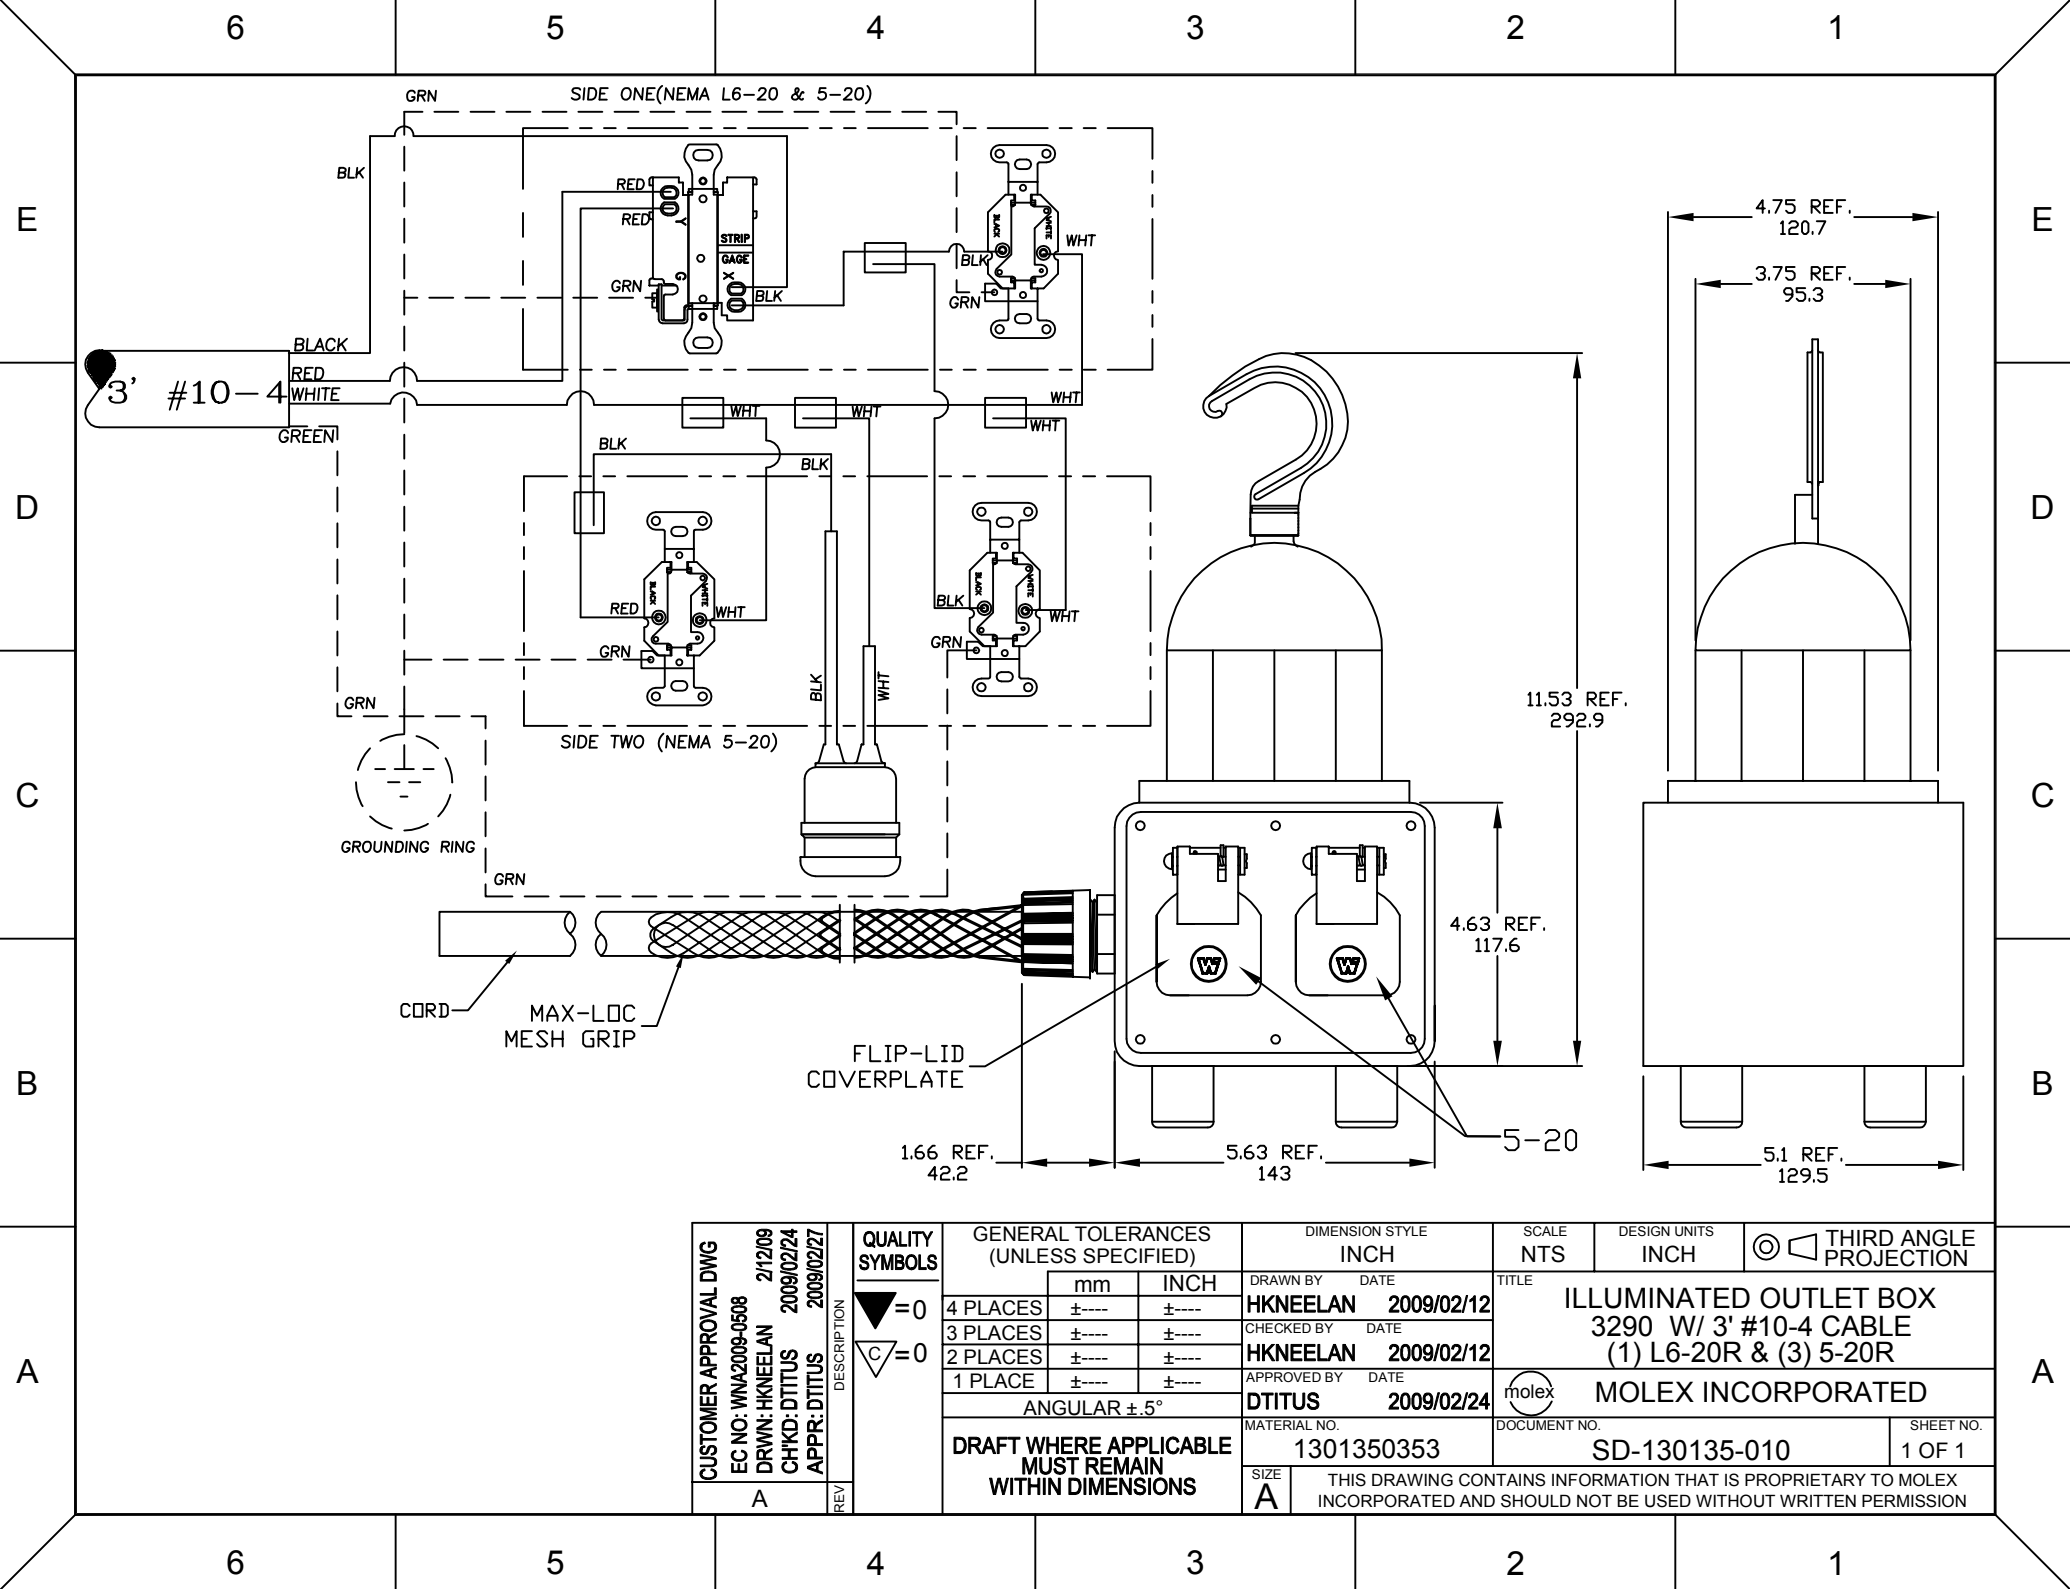 6 5 4 3 2 1
E
E
D
D
C
C
B
B
A
A
GRN
SIDE ONE(NEMA L6-20 & 5-20)
BLK
RED
RED
Y
STRIP
GAGE
X
G
GRN
BLK
BLACK
WHITE
WHT
BLK
GRN
BLACK
RED
WHITE
GREEN
3' #10-4
WHT
WHT
WHT
WHT
BLK
BLK
BLACK
WHITE
RED
WHT
GRN
BLACK
WHITE
BLK
WHT
GRN
BLK
WHT
SIDE TWO (NEMA 5-20)
GRN
GROUNDING RING
GRN
CORD
MAX-LOC
MESH GRIP
FLIP-LID
COVERPLATE
W
W
5-20
4.75 REF.
120.7
3.75 REF.
95.3
11.53 REF.
292.9
4.63 REF.
117.6
1.66 REF.
42.2
5.63 REF.
143
5.1 REF.
129.5
CUSTOMER APPROVAL DWG
EC NO: WNA2009-0508
DRWN: HKNEELAN 2/12/09
CH'KD: DTITUS 2009/02/24
APPR: DTITUS 2009/02/27
DESCRIPTION
A
REV
QUALITY
SYMBOLS
=0
C =0
GENERAL TOLERANCES
(UNLESS SPECIFIED)
mm INCH
4 PLACES ±---- ±----
3 PLACES ±---- ±----
2 PLACES ±---- ±----
1 PLACE ±---- ±----
ANGULAR ±.5°
DRAFT WHERE APPLICABLE
MUST REMAIN
WITHIN DIMENSIONS
DIMENSION STYLE
INCH
SCALE
NTS
DESIGN UNITS
INCH
THIRD ANGLE
PROJECTION
DRAWN BY DATE
HKNEELAN 2009/02/12
CHECKED BY DATE
HKNEELAN 2009/02/12
APPROVED BY DATE
DTITUS 2009/02/24
TITLE
ILLUMINATED OUTLET BOX
3290 W/ 3' #10-4 CABLE
(1) L6-20R & (3) 5-20R
molex
MOLEX INCORPORATED
MATERIAL NO.
1301350353
DOCUMENT NO.
SD-130135-010
SHEET NO.
1 OF 1
SIZE
A
THIS DRAWING CONTAINS INFORMATION THAT IS PROPRIETARY TO MOLEX
INCORPORATED AND SHOULD NOT BE USED WITHOUT WRITTEN PERMISSION
6 5 4 3 2 1